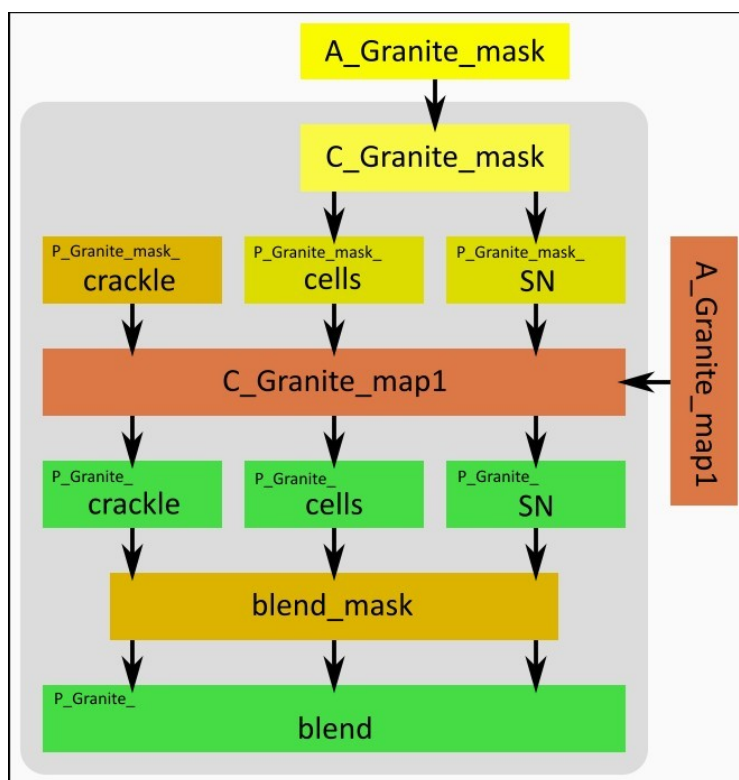 A_Granite_mask
C_Granite_mask
P_Granite_mask_
crackle
P_Granite_mask_
cells
P_Granite_mask_
SN
A_Granite_map1
C_Granite_map1
P_Granite_
crackle
P_Granite_
cells
P_Granite_
SN
blend_mask
P_Granite_
blend